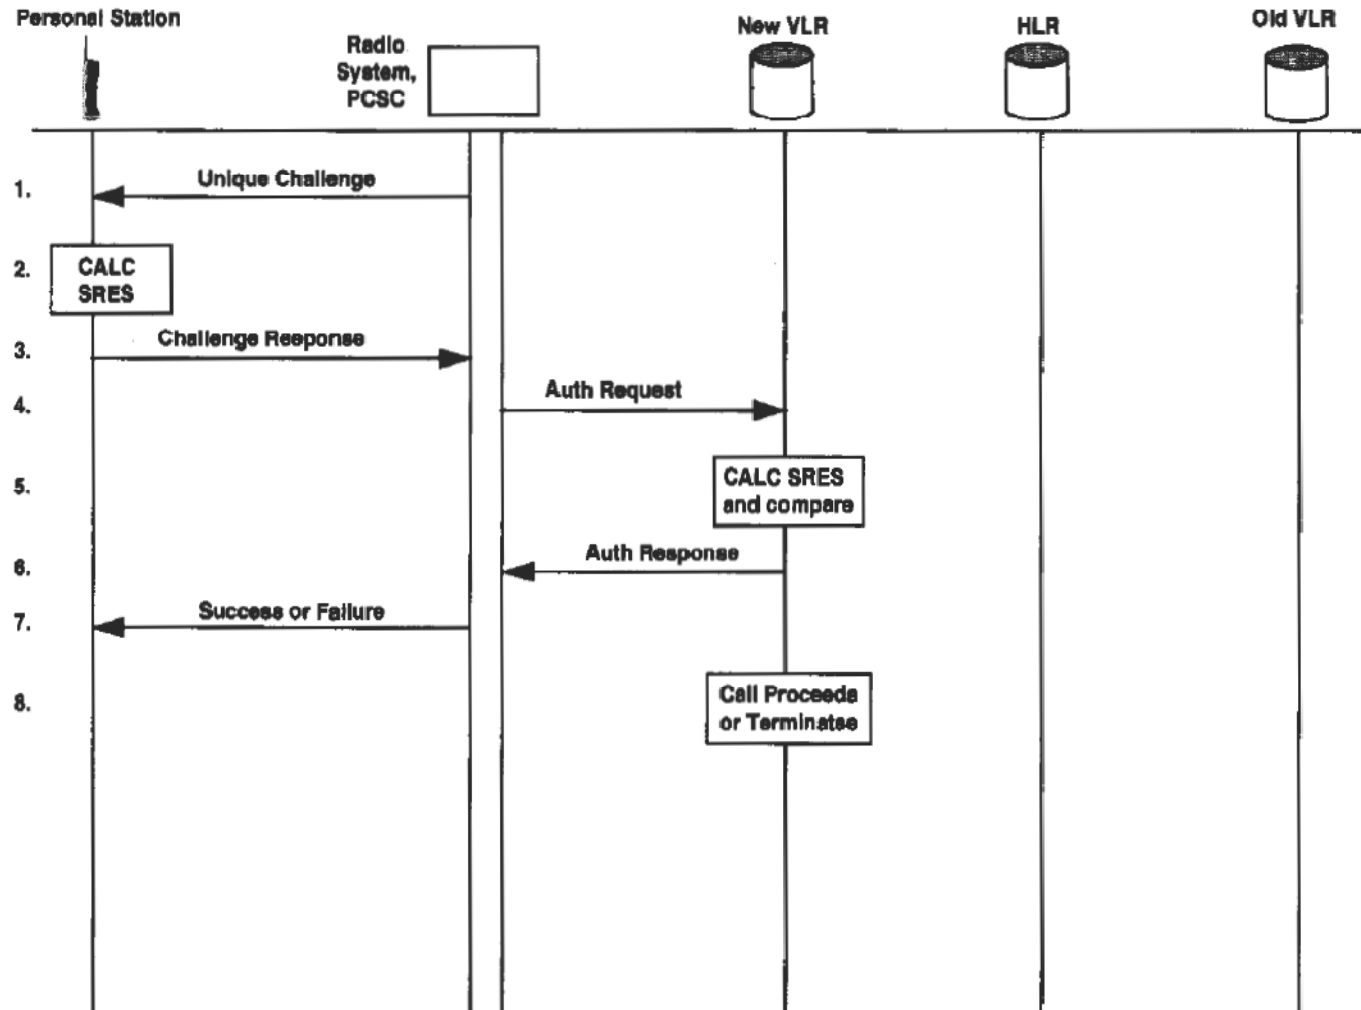 Personal Station
Radio
System,
PCSC
New VLR
HLR
Old VLR
1.
Unique Challenge
2.
CALC
SRES
3.
Challenge Response
4.
Auth Request
5.
CALC SRES
and compare
6.
Auth Response
7.
Success or Failure
8.
Call Proceeds
or Terminates